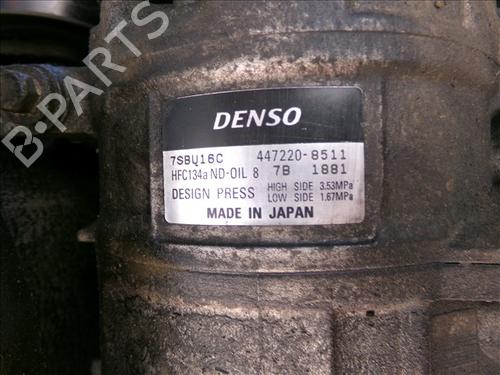 B-PARTS
DENSO
7SBU16C 447220-8511
HFC134a ND-OIL 8 7B 1881
DESIGN PRESS HIGH SIDE 3.53MPa
LOW SIDE 1.67MPa
MADE IN JAPAN